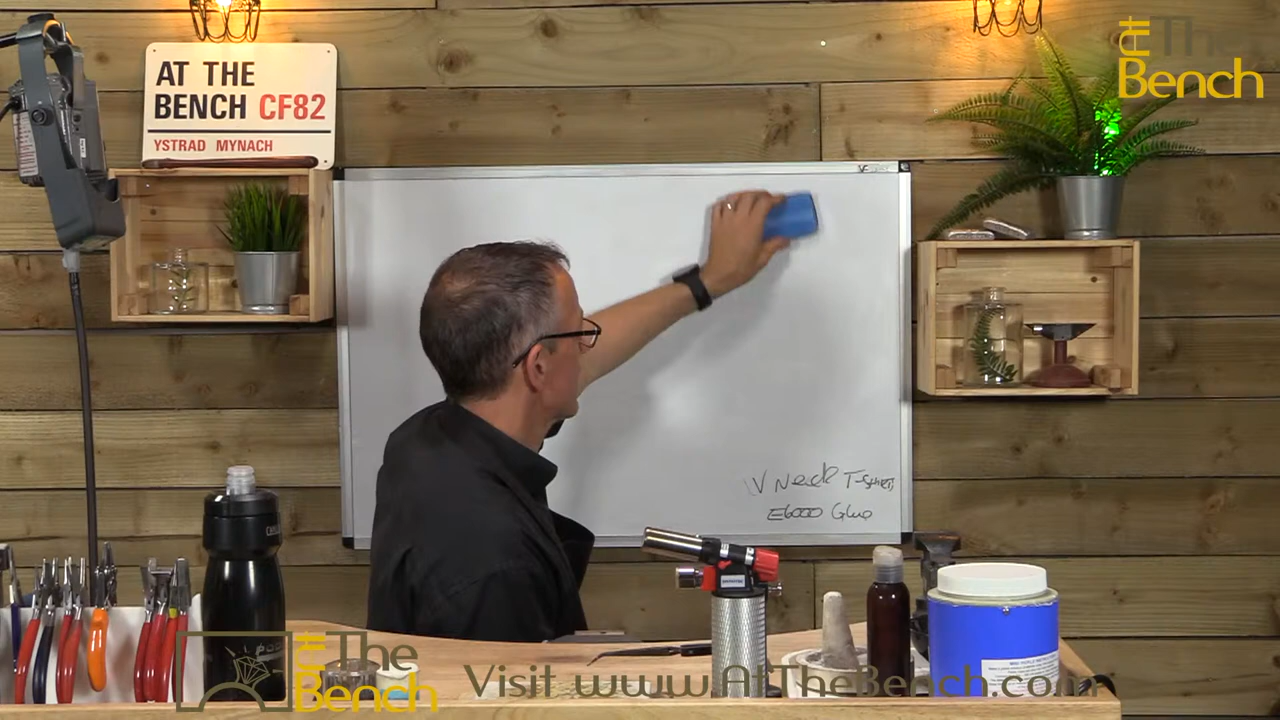 AT THE
BENCH CF82
YSTRAD MYNACH
At The
Bench
V Neck T-Shirt
E6000 Glue
At The
Bench
Visit www.AtTheBench.com